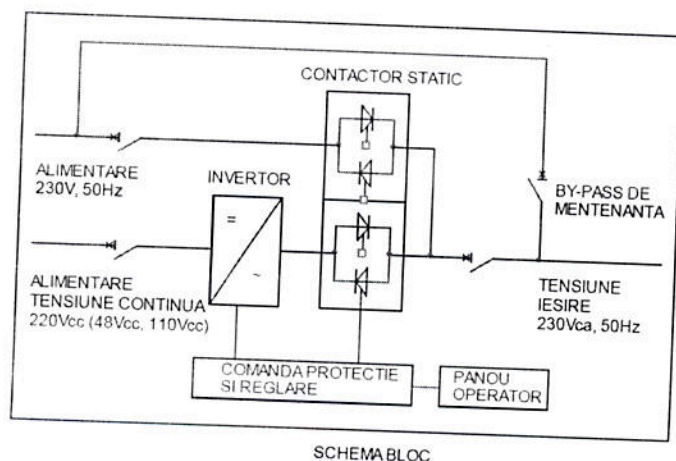 CONTACTOR STATIC
ALIMENTARE
230V, 50Hz
INVERTOR
=
~
BY-PASS DE
MENTENANTA
ALIMENTARE
TENSIUNE CONTINUA
220Vcc (48Vcc, 110Vcc)
TENSIUNE
IESIRE
230Vca, 50Hz
COMANDA PROTECTIE
SI REGLARE
PANOU
OPERATOR
SCHEMA BLOC